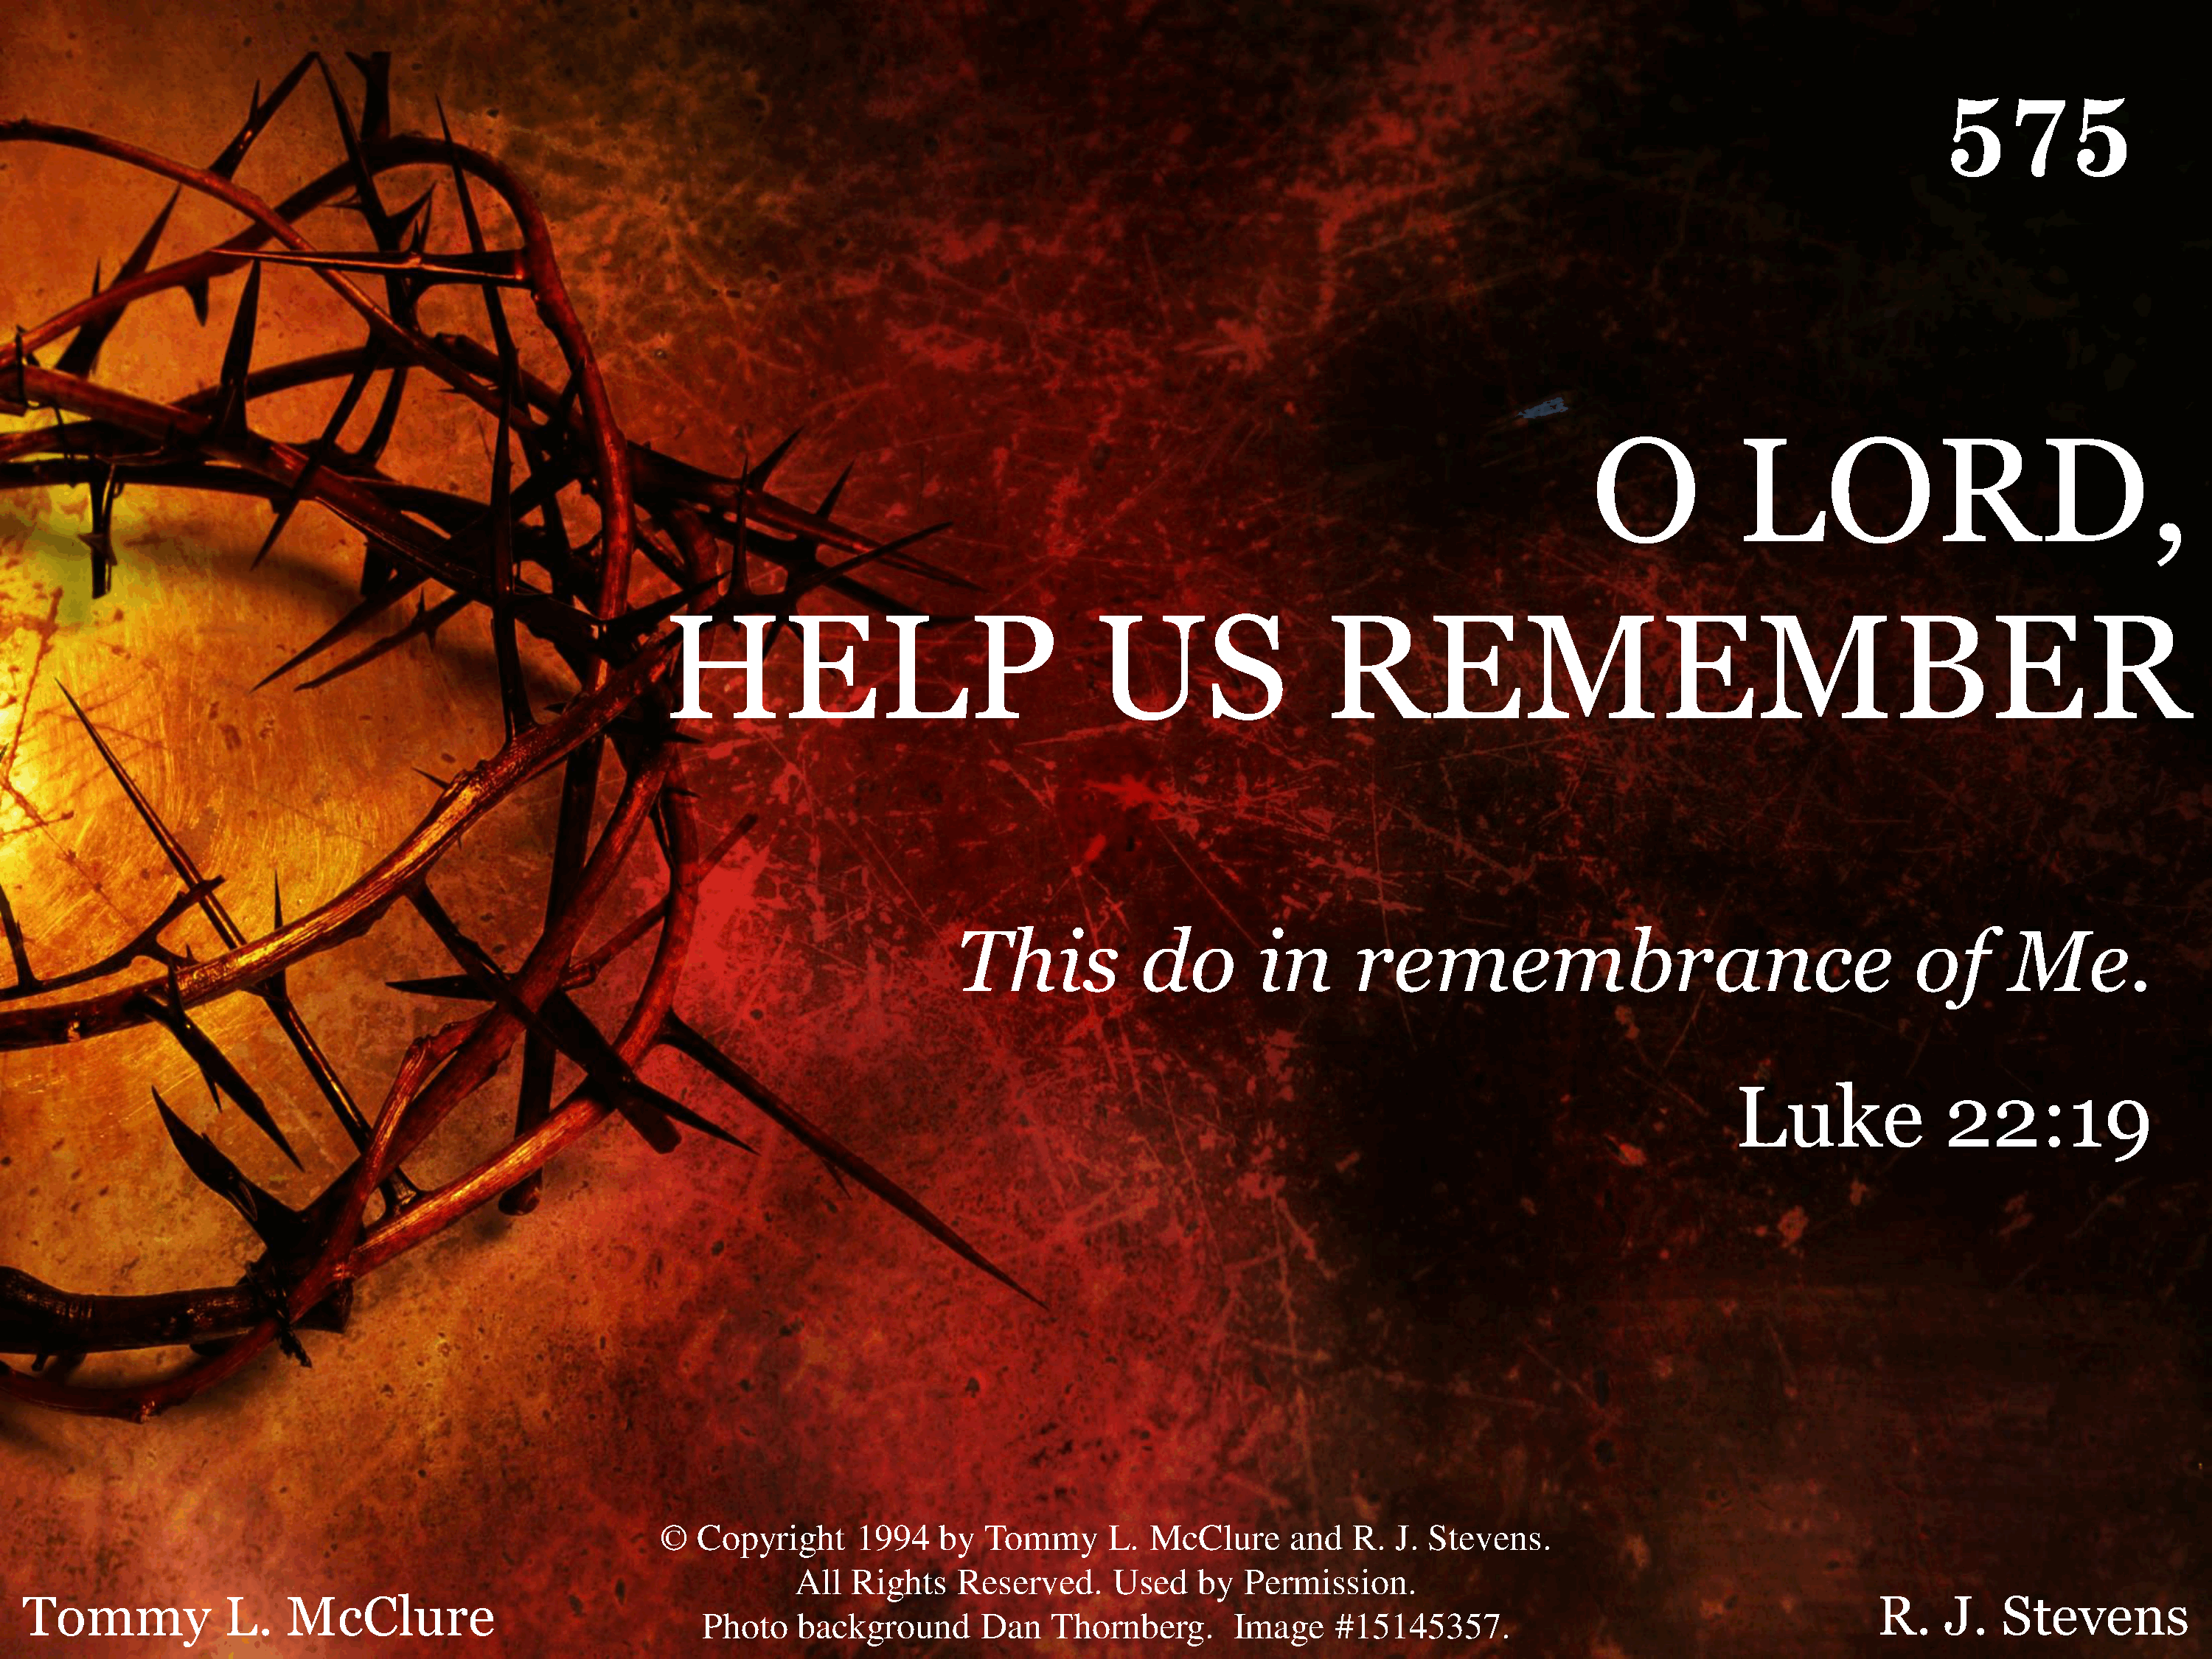 575
O LORD,
HELP US REMEMBER
This do in remembrance of Me.
Luke 22:19
© Copyright 1994 by Tommy L. McClure and R. J. Stevens.
All Rights Reserved. Used by Permission.
Photo background Dan Thornberg. Image #15145357.
Tommy L. McClure
R. J. Stevens